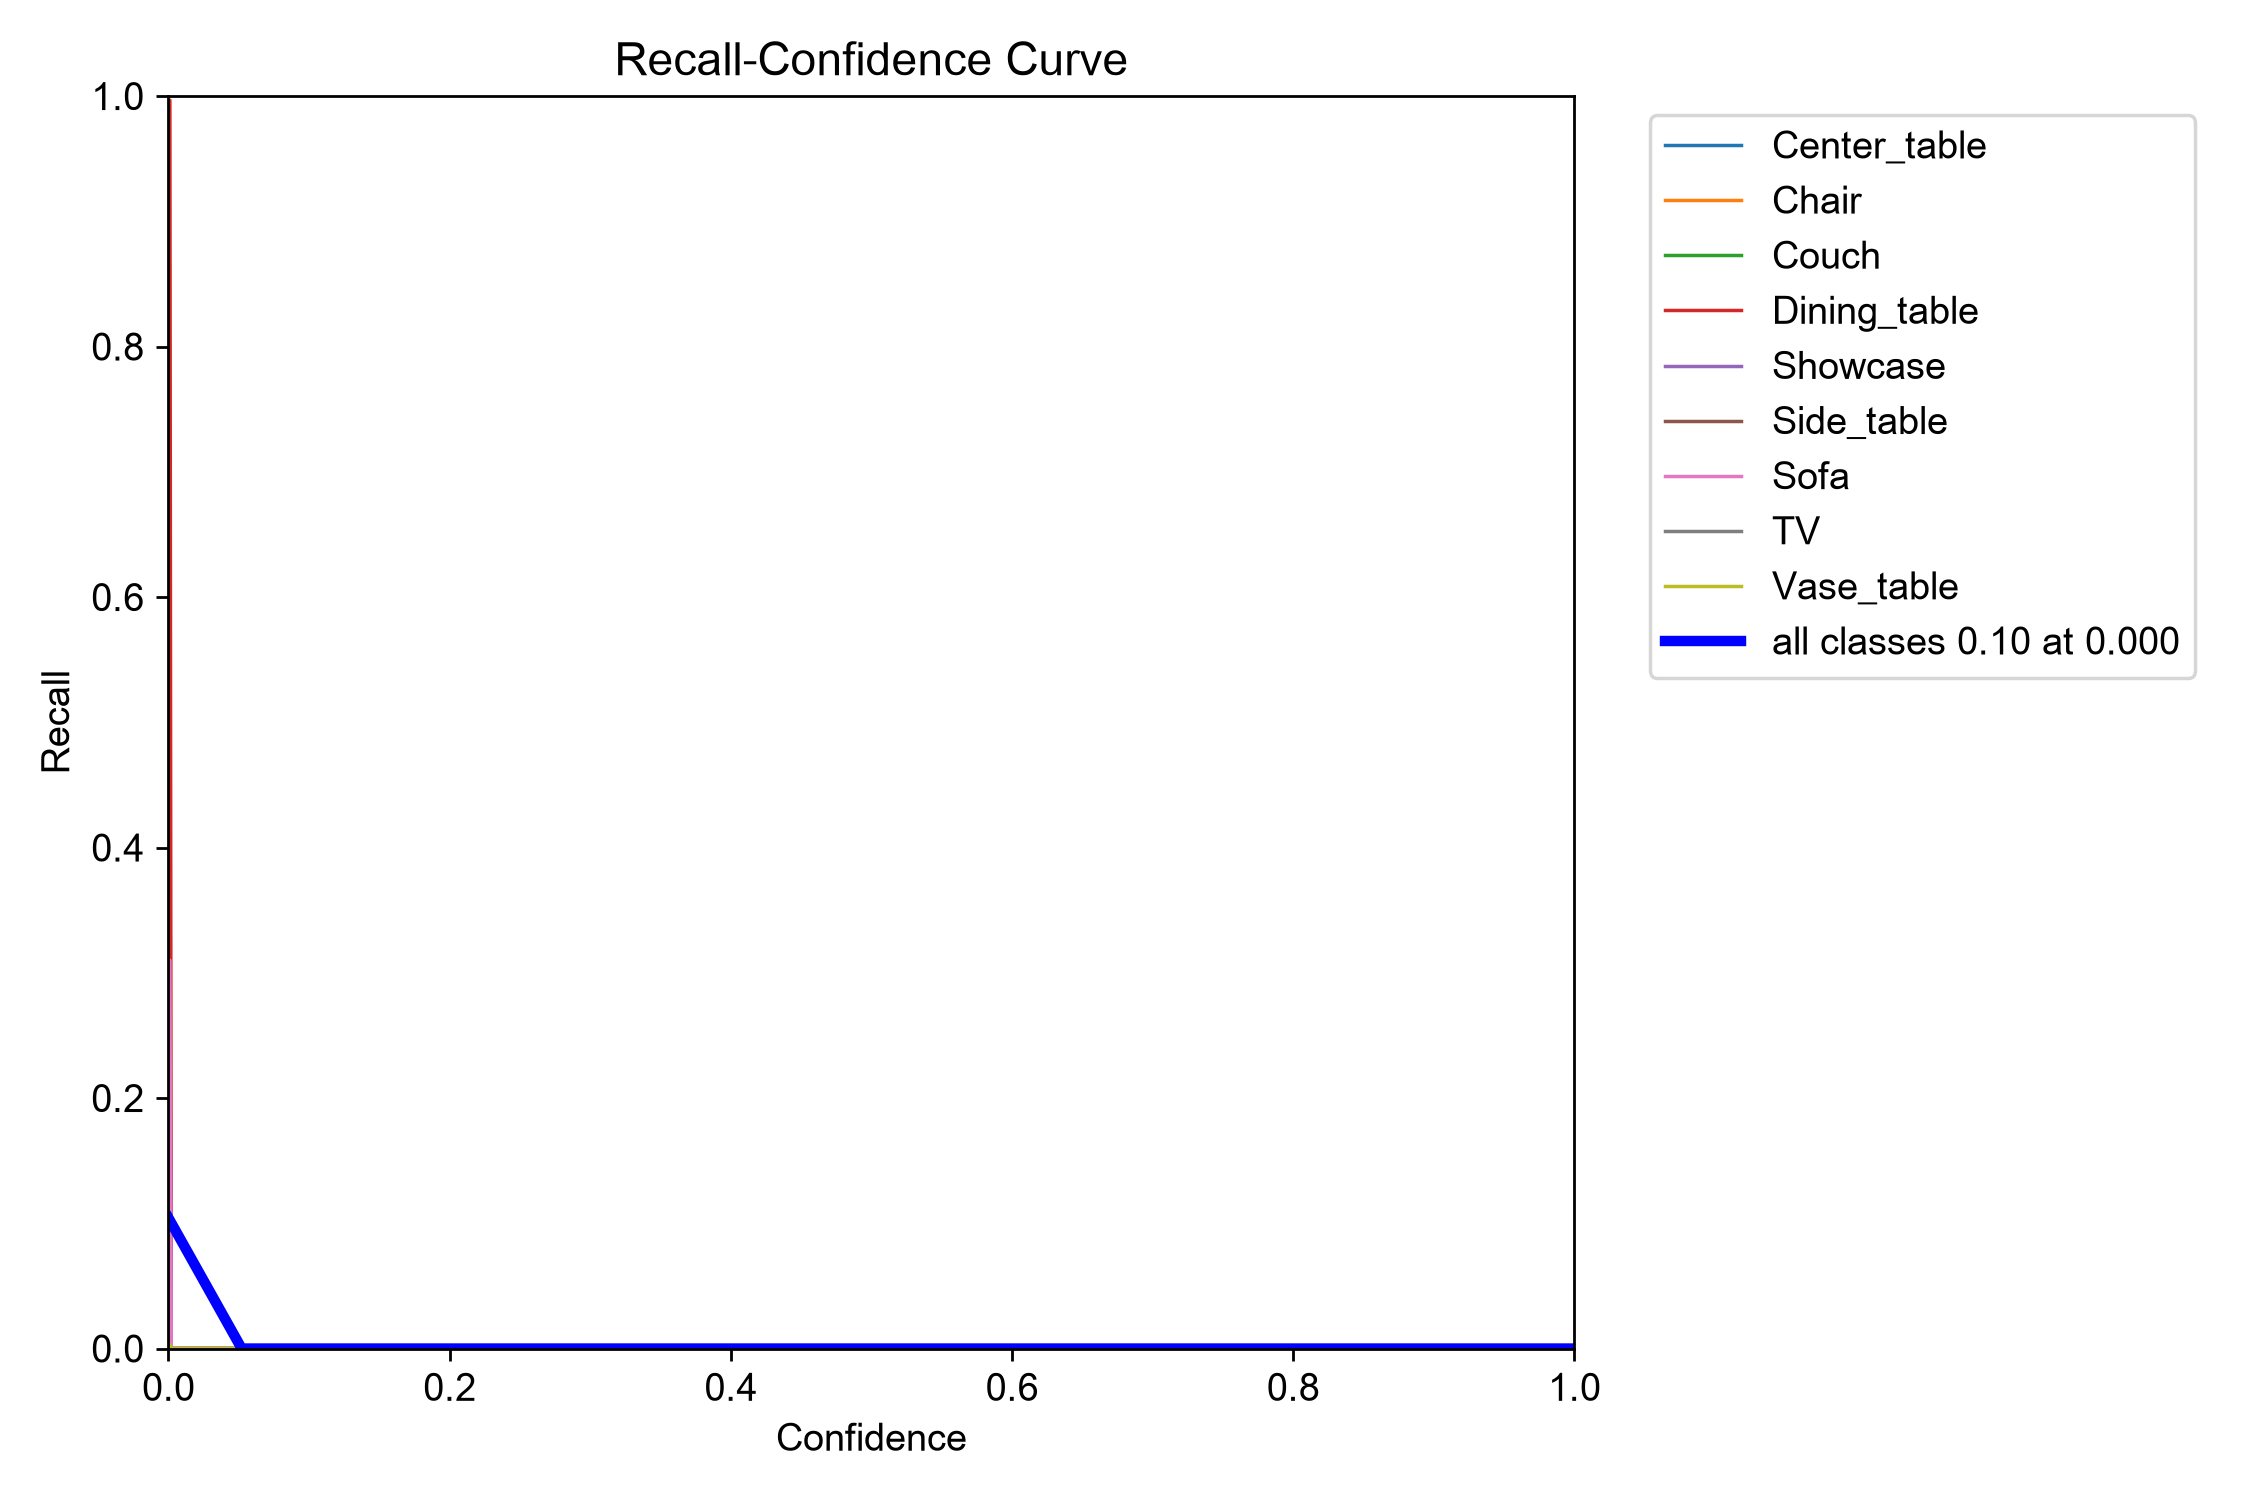 Recall-Confidence Curve
1.0
0.8
0.6
0.4
0.2
0.0
Recall
0.0 0.2 0.4 0.6 0.8 1.0
Confidence
Center_table
Chair
Couch
Dining_table
Showcase
Side_table
Sofa
TV
Vase_table
all classes 0.10 at 0.000